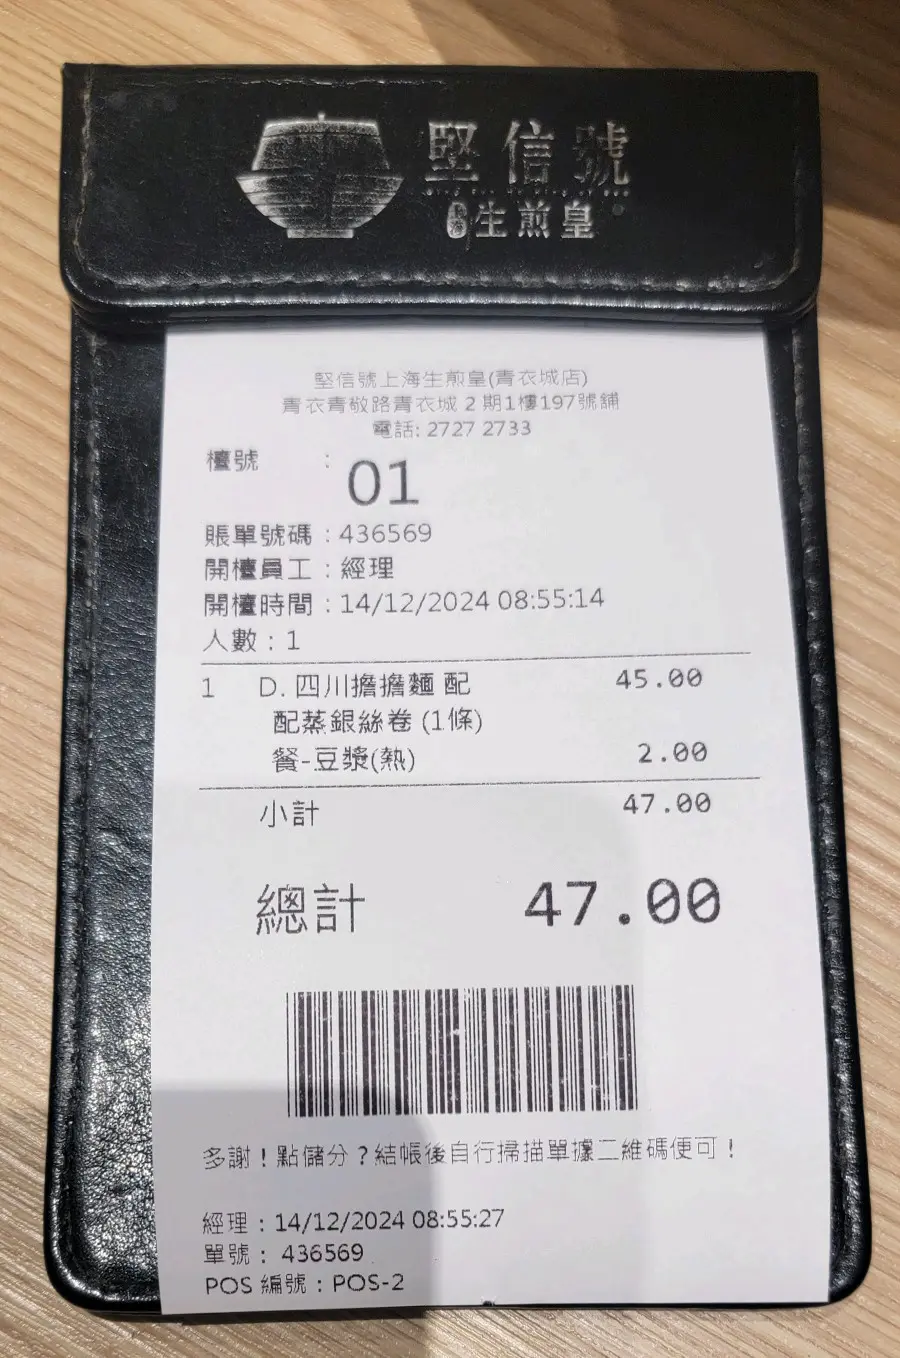 堅信號
上海生煎皇
堅信號上海生煎皇(青衣城店)
青衣青敬路青衣城 2 期1樓197號舖
電話: 2727 2733
檯號 : 01
賬單號碼 : 436569
開檯員工 : 經理
開檯時間 : 14/12/2024 08:55:14
人數 : 1
1 D. 四川擔擔麵 配 45.00
配蒸銀絲卷 (1條)
餐-豆漿(熱) 2.00
小計 47.00
總計 47.00
多謝！點儲分？結帳後自行掃描單據二維碼便可！
經理 : 14/12/2024 08:55:27
單號 : 436569
POS 編號 : POS-2